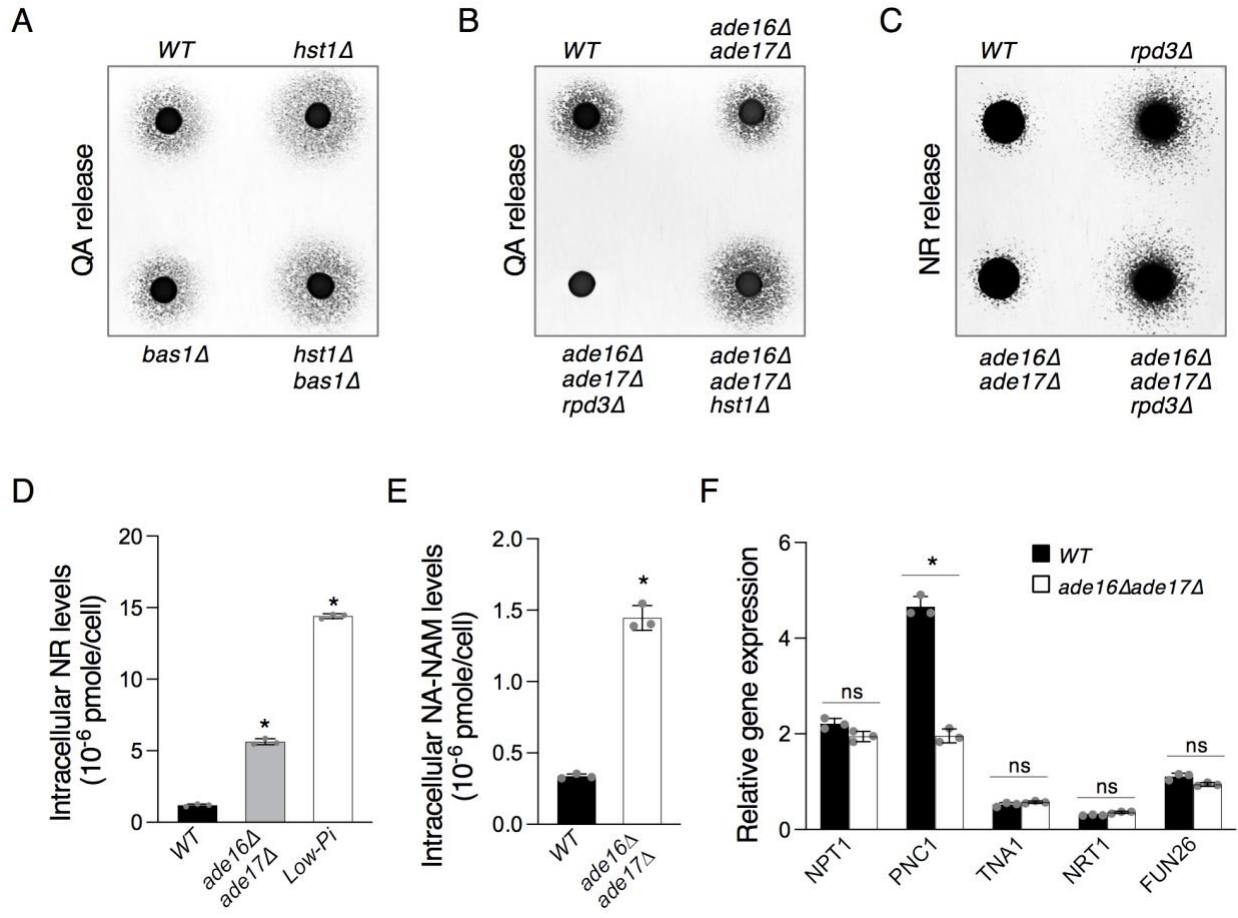 A
WT
hst1Δ
QA release
bas1Δ
hst1Δ
bas1Δ
B
WT
ade16Δ
ade17Δ
QA release
ade16Δ
ade17Δ
rpd3Δ
ade16Δ
ade17Δ
hst1Δ
C
WT
rpd3Δ
NR release
ade16Δ
ade17Δ
ade16Δ
ade17Δ
rpd3Δ
D
Intracellular NR levels
(10⁻⁶ pmole/cell)
20
15
10
5
0
*
*
WT
ade16Δ
ade17Δ
Low-Pi
E
Intracellular NA-NAM levels
(10⁻⁶ pmole/cell)
2.0
1.5
1.0
0.5
0.0
*
WT
ade16Δ
ade17Δ
F
Relative gene expression
6
4
2
0
WT
ade16Δade17Δ
ns
*
ns
ns
ns
NPT1
PNC1
TNA1
NRT1
FUN26